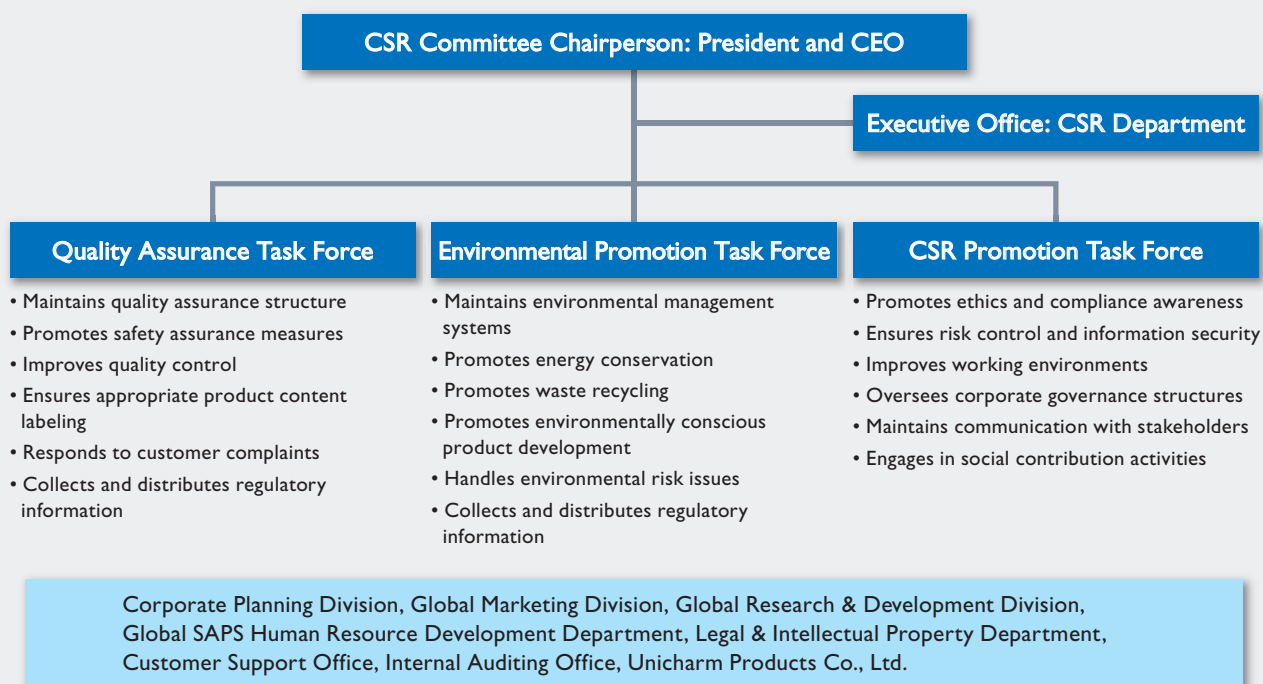 CSR Committee Chairperson: President and CEO
Executive Office: CSR Department
Quality Assurance Task Force
• Maintains quality assurance structure
• Promotes safety assurance measures
• Improves quality control
• Ensures appropriate product content
labeling
• Responds to customer complaints
• Collects and distributes regulatory
information
Environmental Promotion Task Force
• Maintains environmental management
systems
• Promotes energy conservation
• Promotes waste recycling
• Promotes environmentally conscious
product development
• Handles environmental risk issues
• Collects and distributes regulatory
information
CSR Promotion Task Force
• Promotes ethics and compliance awareness
• Ensures risk control and information security
• Improves working environments
• Oversees corporate governance structures
• Maintains communication with stakeholders
• Engages in social contribution activities
Corporate Planning Division, Global Marketing Division, Global Research & Development Division,
Global SAPS Human Resource Development Department, Legal & Intellectual Property Department,
Customer Support Office, Internal Auditing Office, Unicharm Products Co., Ltd.